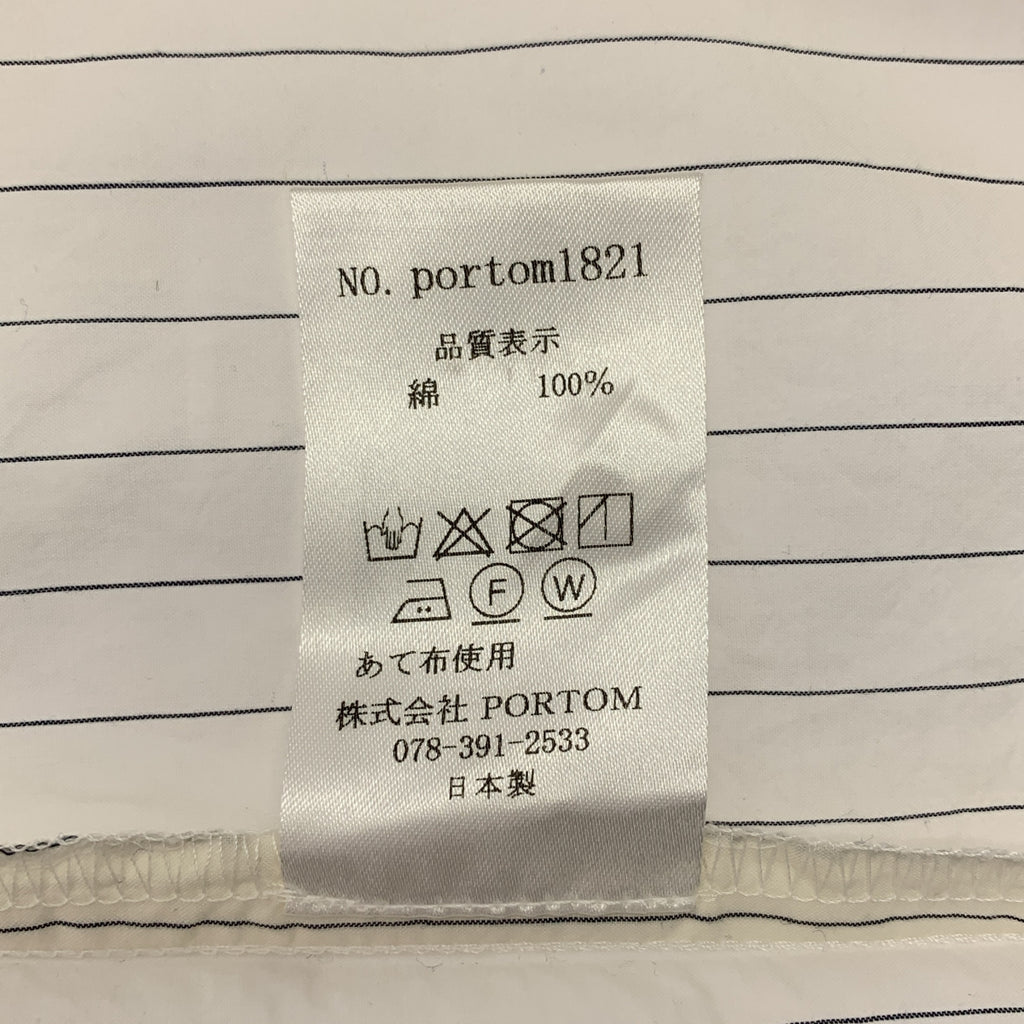 NO. portom1821
品質表示
綿 100%
F W
あて布使用
株式会社 PORTOM
078-391-2533
日本製